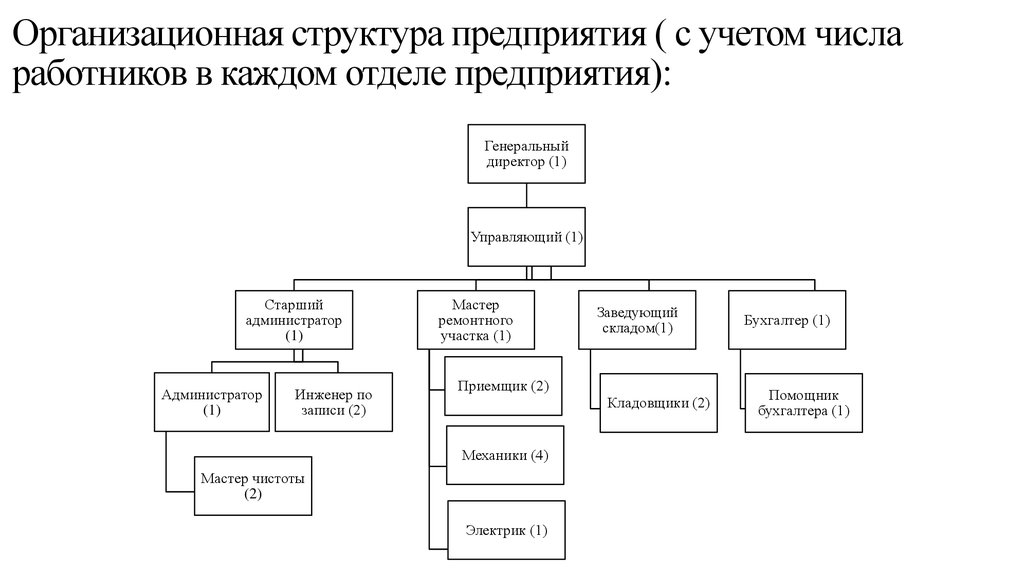 Организационная структура предприятия ( с учетом числа
работников в каждом отделе предприятия):
Генеральный
директор (1)
Управляющий (1)
Старший
администратор
(1)
Мастер
ремонтного
участка (1)
Заведующий
складом(1)
Бухгалтер (1)
Администратор
(1)
Инженер по
записи (2)
Приемщик (2)
Кладовщики (2)
Помощник
бухгалтера (1)
Механики (4)
Мастер чистоты
(2)
Электрик (1)